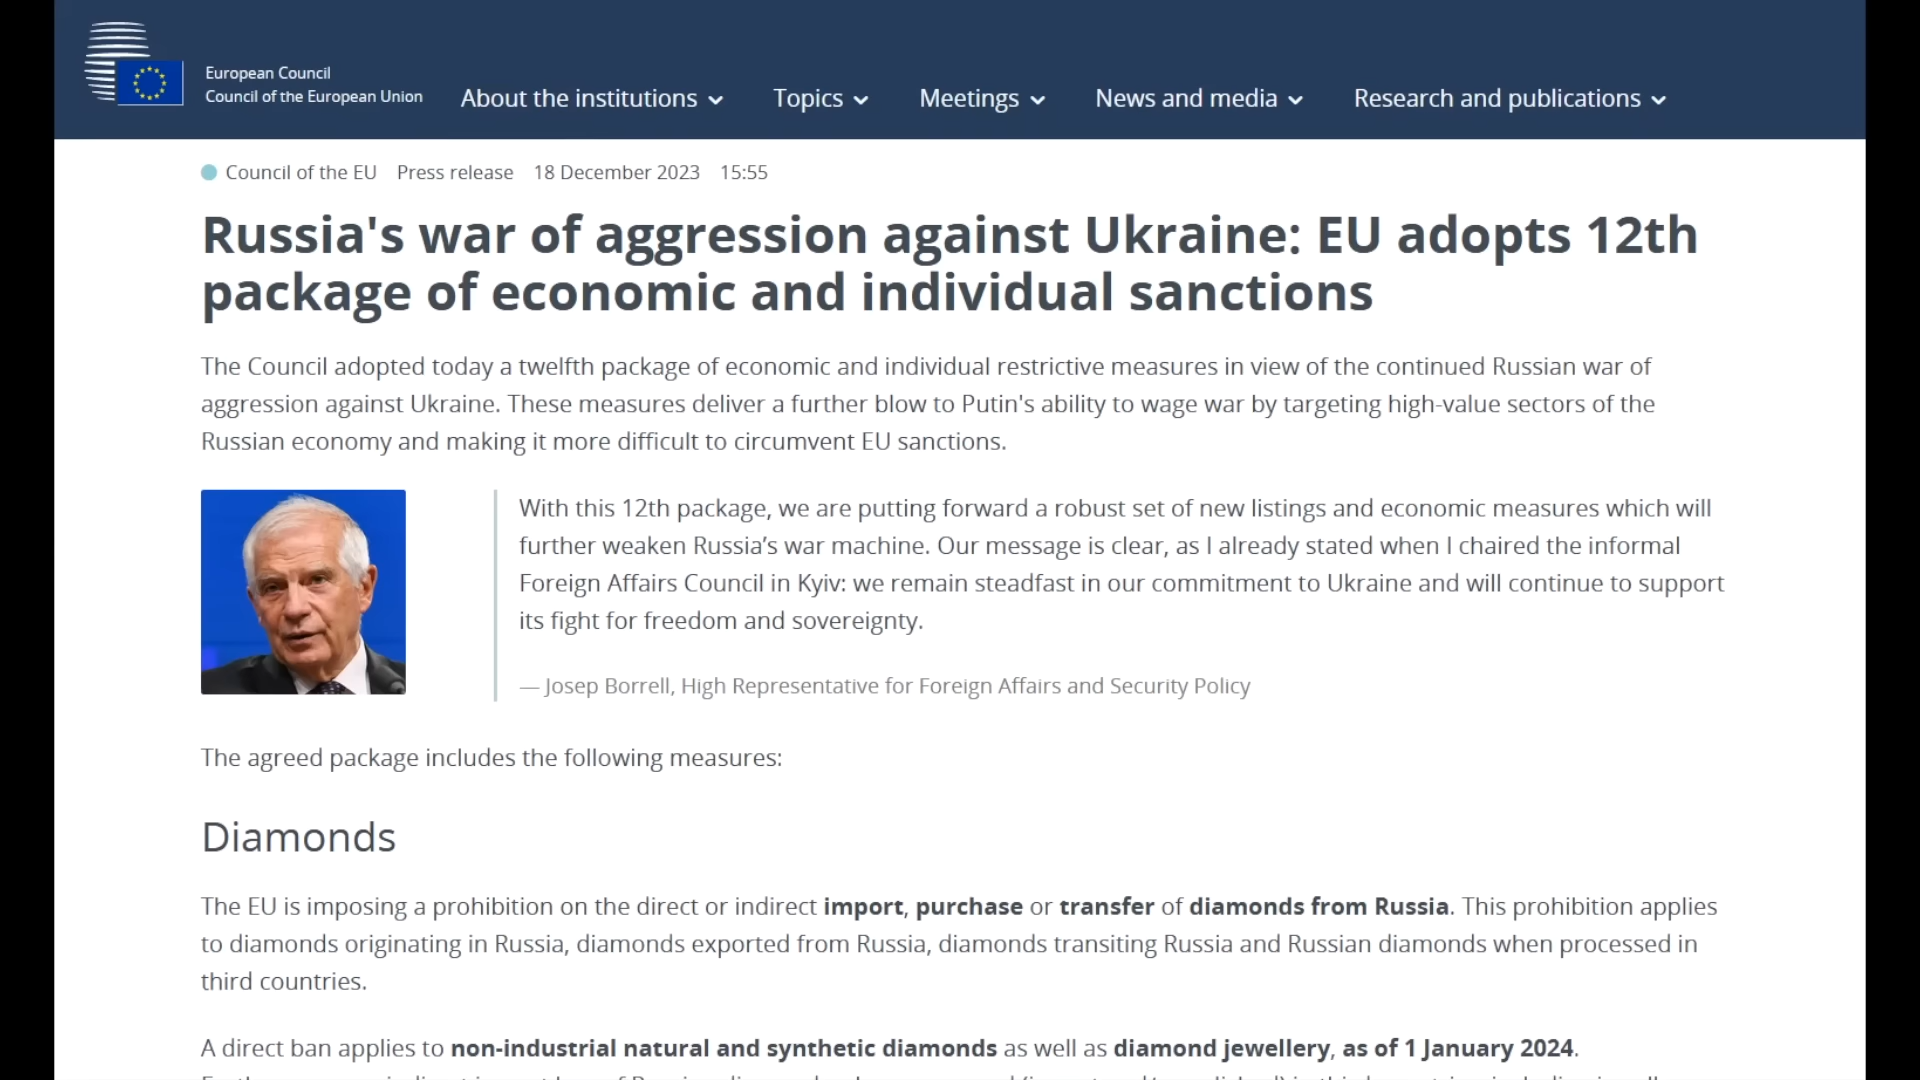 European Council
Council of the European Union
About the institutions
Topics
Meetings
News and media
Research and publications
Council of the EU Press release 18 December 2023 15:55
Russia's war of aggression against Ukraine: EU adopts 12th
package of economic and individual sanctions
The Council adopted today a twelfth package of economic and individual restrictive measures in view of the continued Russian war of
aggression against Ukraine. These measures deliver a further blow to Putin's ability to wage war by targeting high-value sectors of the
Russian economy and making it more difficult to circumvent EU sanctions.
With this 12th package, we are putting forward a robust set of new listings and economic measures which will
further weaken Russia’s war machine. Our message is clear, as I already stated when I chaired the informal
Foreign Affairs Council in Kyiv: we remain steadfast in our commitment to Ukraine and will continue to support
its fight for freedom and sovereignty.
— Josep Borrell, High Representative for Foreign Affairs and Security Policy
The agreed package includes the following measures:
Diamonds
The EU is imposing a prohibition on the direct or indirect import, purchase or transfer of diamonds from Russia. This prohibition applies
to diamonds originating in Russia, diamonds exported from Russia, diamonds transiting Russia and Russian diamonds when processed in
third countries.
A direct ban applies to non-industrial natural and synthetic diamonds as well as diamond jewellery, as of 1 January 2024.